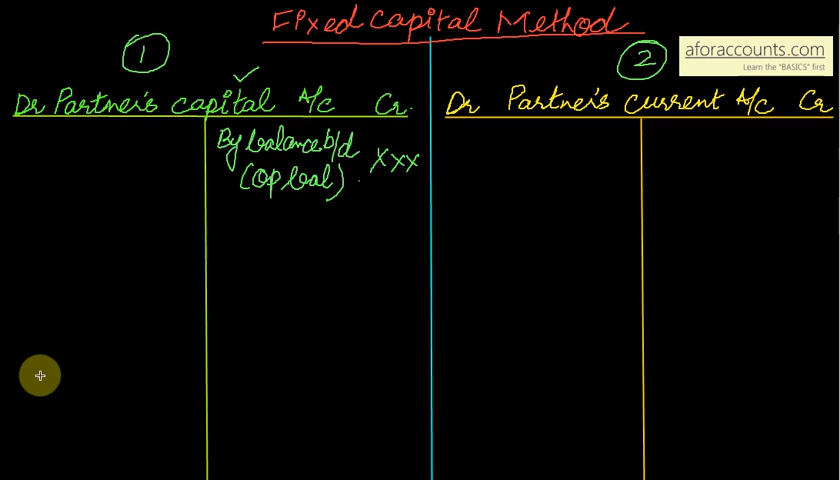 Fixed Capital Method
1
2
aforaccounts.com
Learn the "BASICS" first
Dr Partner's capital A/c Cr.
Dr Partner's current A/c Cr
By balance b/d
(op bal) XXX